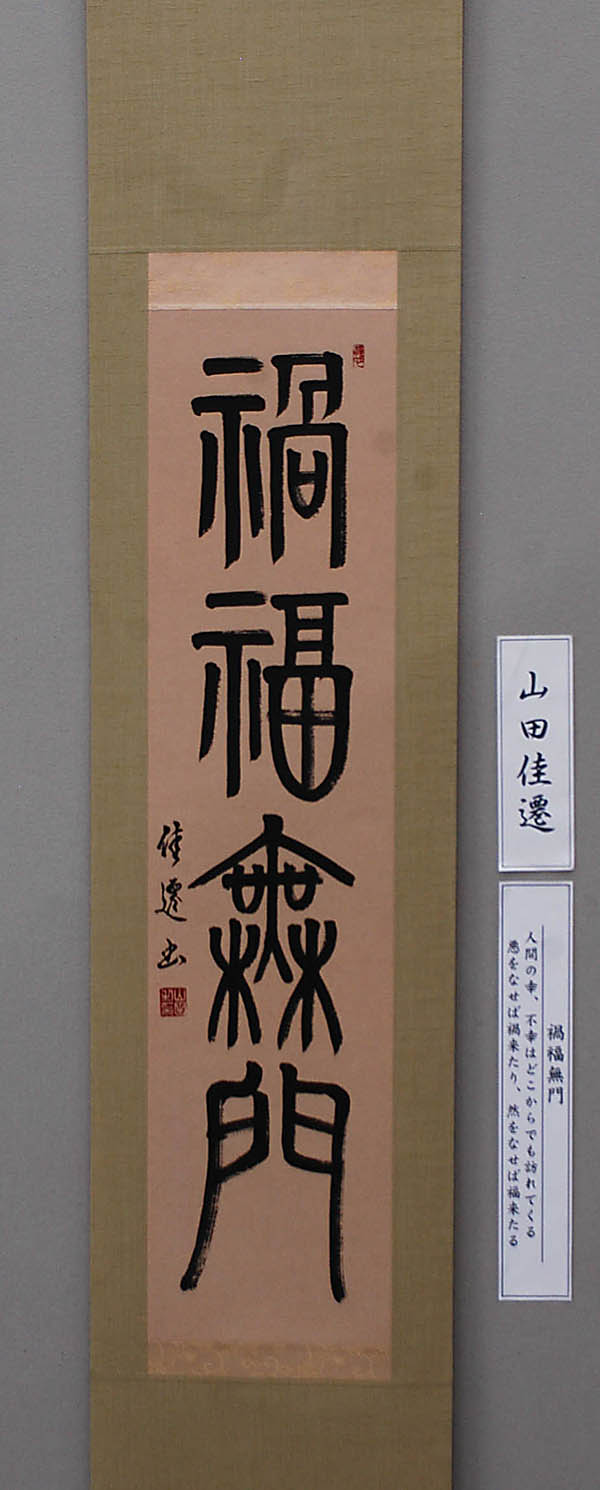 禍福無門
佳遷書
山田佳遷
禍福無門
人間の幸、不幸はどこからでも訪れてくる
悪をなせば禍来たり、然をなせば福来たる